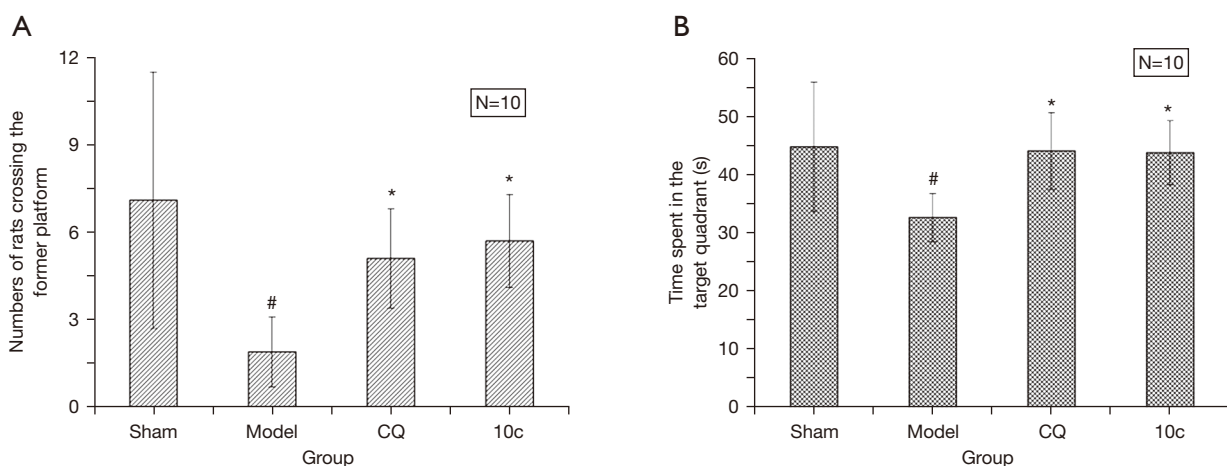 A
Numbers of rats crossing the
former platform
12
9
6
3
0
N=10
#
*
*
Sham
Model
CQ
10c
Group
B
Time spent in the
target quadrant (s)
60
50
40
30
20
10
0
N=10
#
*
*
Sham
Model
CQ
10c
Group